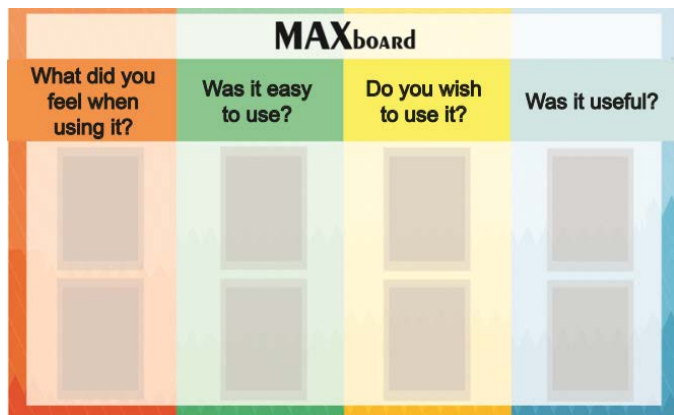 MAXBOARD
What did you
feel when
using it?
Was it easy
to use?
Do you wish
to use it?
Was it useful?